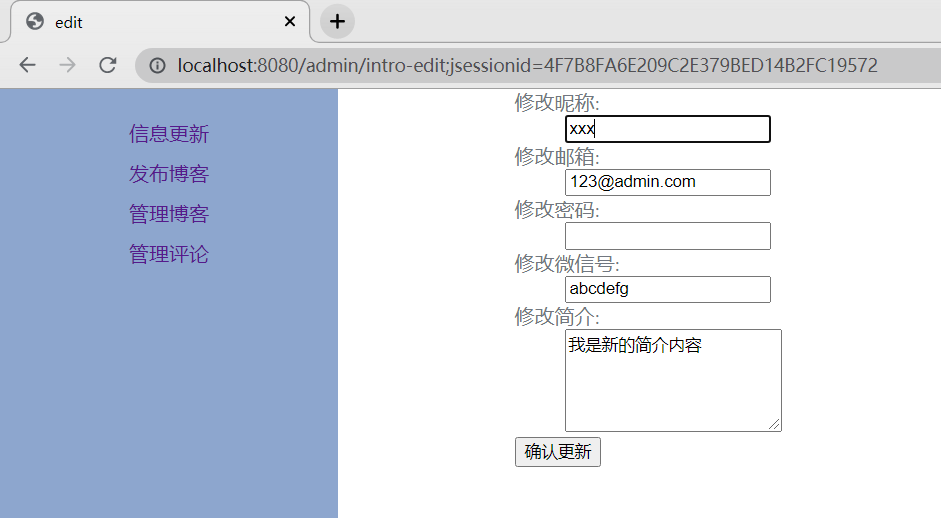 edit
localhost:8080/admin/intro-edit;jsessionid=4F7B8FA6E209C2E379BED14B2FC19572
信息更新
发布博客
管理博客
管理评论
修改昵称:
xxx
修改邮箱:
123@admin.com
修改密码:
修改微信号:
abcdefg
修改简介:
我是新的简介内容
确认更新